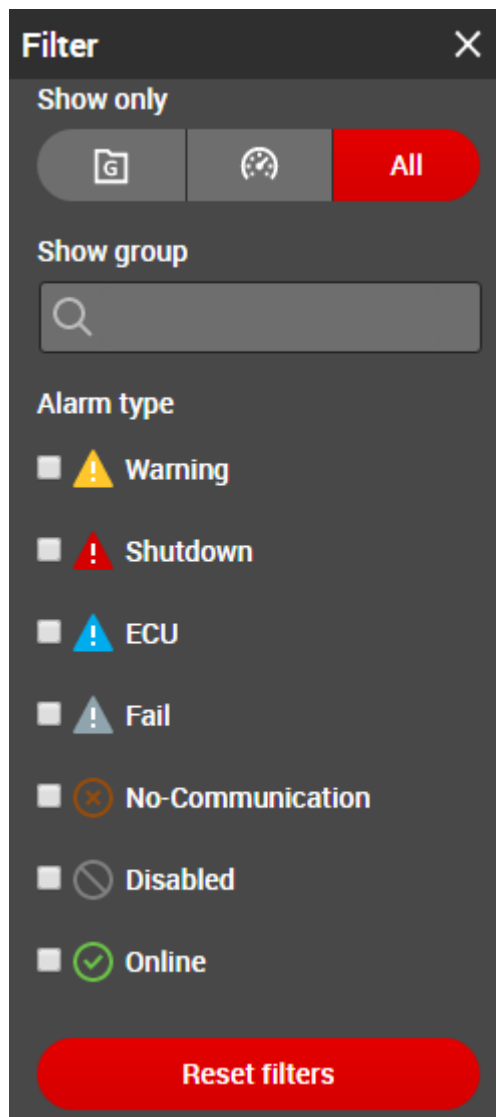 Filter
Show only
G
All
Show group
Alarm type
Warning
Shutdown
ECU
Fail
No-Communication
Disabled
Online
Reset filters